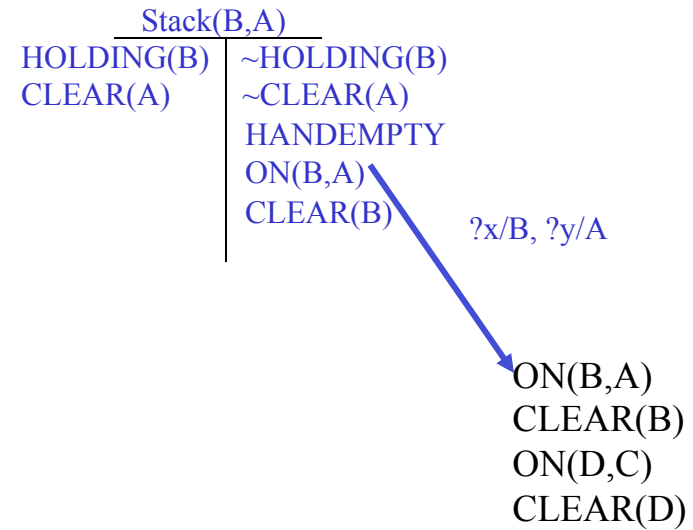 Stack(B,A)
HOLDING(B) ~HOLDING(B)
CLEAR(A) ~CLEAR(A)
HANDEMPTY
ON(B,A)
CLEAR(B)
?x/B, ?y/A
ON(B,A)
CLEAR(B)
ON(D,C)
CLEAR(D)